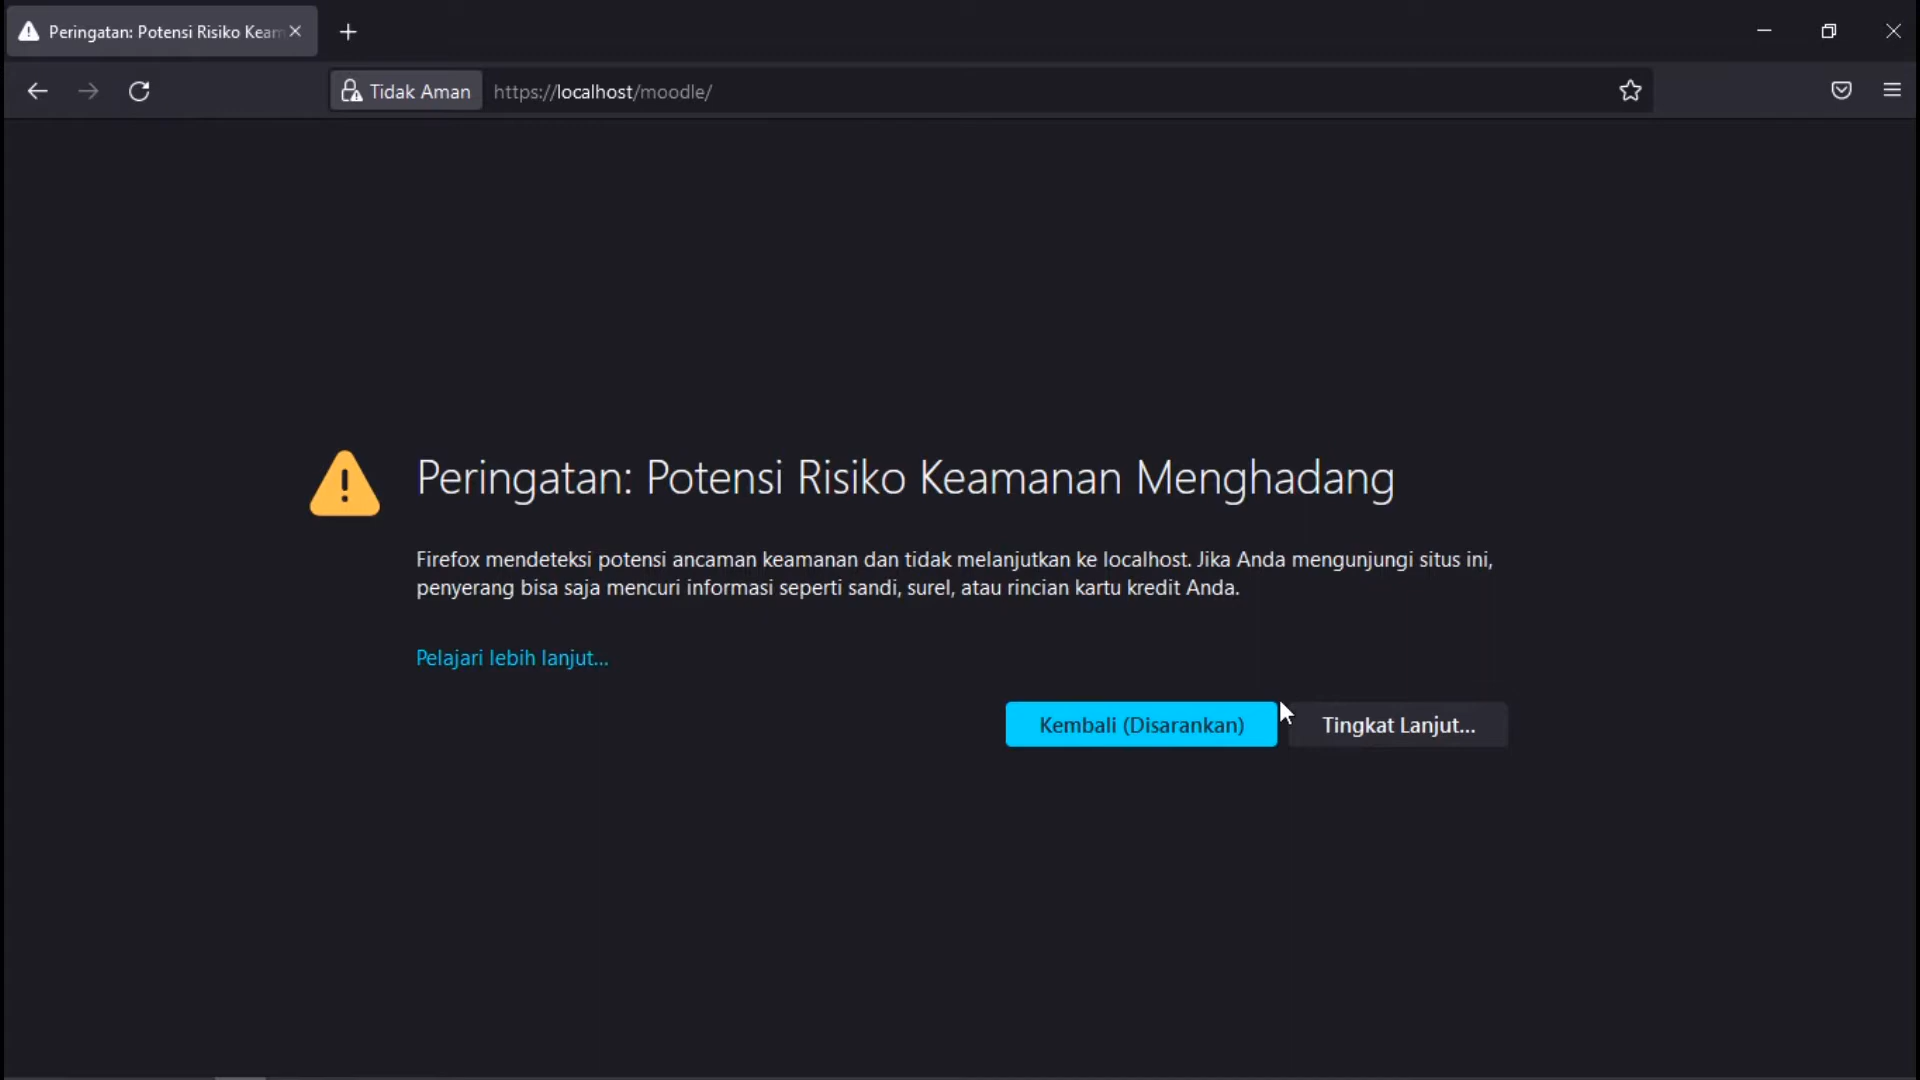 Peringatan: Potensi Risiko Keam
Tidak Aman https://localhost/moodle/
Peringatan: Potensi Risiko Keamanan Menghadang
Firefox mendeteksi potensi ancaman keamanan dan tidak melanjutkan ke localhost. Jika Anda mengunjungi situs ini,
penyerang bisa saja mencuri informasi seperti sandi, surel, atau rincian kartu kredit Anda.
Pelajari lebih lanjut...
Kembali (Disarankan) Tingkat Lanjut...